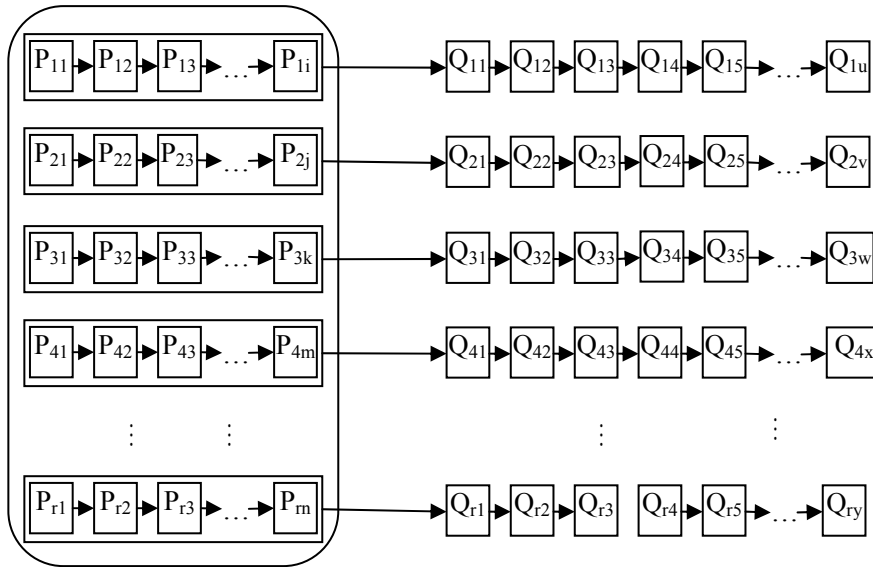 P11 P12 P13 ... P1i Q11 Q12 Q13 Q14 Q15 ... Q1u
P21 P22 P23 ... P2j Q21 Q22 Q23 Q24 Q25 ... Q2v
P31 P32 P33 ... P3k Q31 Q32 Q33 Q34 Q35 ... Q3w
P41 P42 P43 ... P4m Q41 Q42 Q43 Q44 Q45 ... Q4x
Pr1 Pr2 Pr3 ... Prn Qr1 Qr2 Qr3 Qr4 Qr5 ... Qry